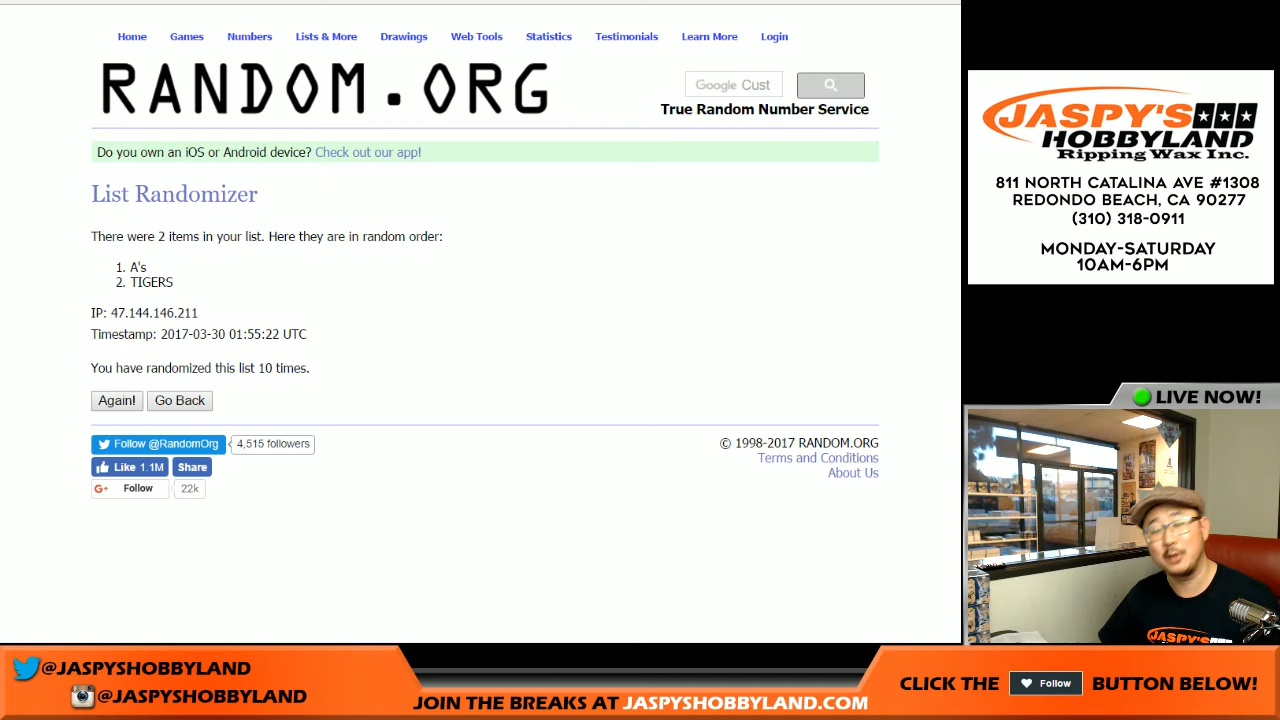 Home Games Numbers Lists & More Drawings Web Tools Statistics Testimonials Learn More Login
RANDOM.ORG
Google Cust
True Random Number Service
Do you own an iOS or Android device? Check out our app!
List Randomizer
There were 2 items in your list. Here they are in random order:
1. A's
2. TIGERS
IP: 47.144.146.211
Timestamp: 2017-03-30 01:55:22 UTC
You have randomized this list 10 times.
Again! Go Back
Follow @RandomOrg 4,515 followers
Like 1.1M Share
G+ Follow 22k
© 1998-2017 RANDOM.ORG
Terms and Conditions
About Us
JASPY'S
HOBBYLAND
Ripping Wax Inc.
811 NORTH CATALINA AVE #1308
REDONDO BEACH, CA 90277
(310) 318-0911
MONDAY-SATURDAY
10AM-6PM
LIVE NOW!
JASPY'S
@JASPYSHOBBYLAND
@JASPYSHOBBYLAND
JOIN THE BREAKS AT JASPYSHOBBYLAND.COM
CLICK THE Follow BUTTON BELOW!